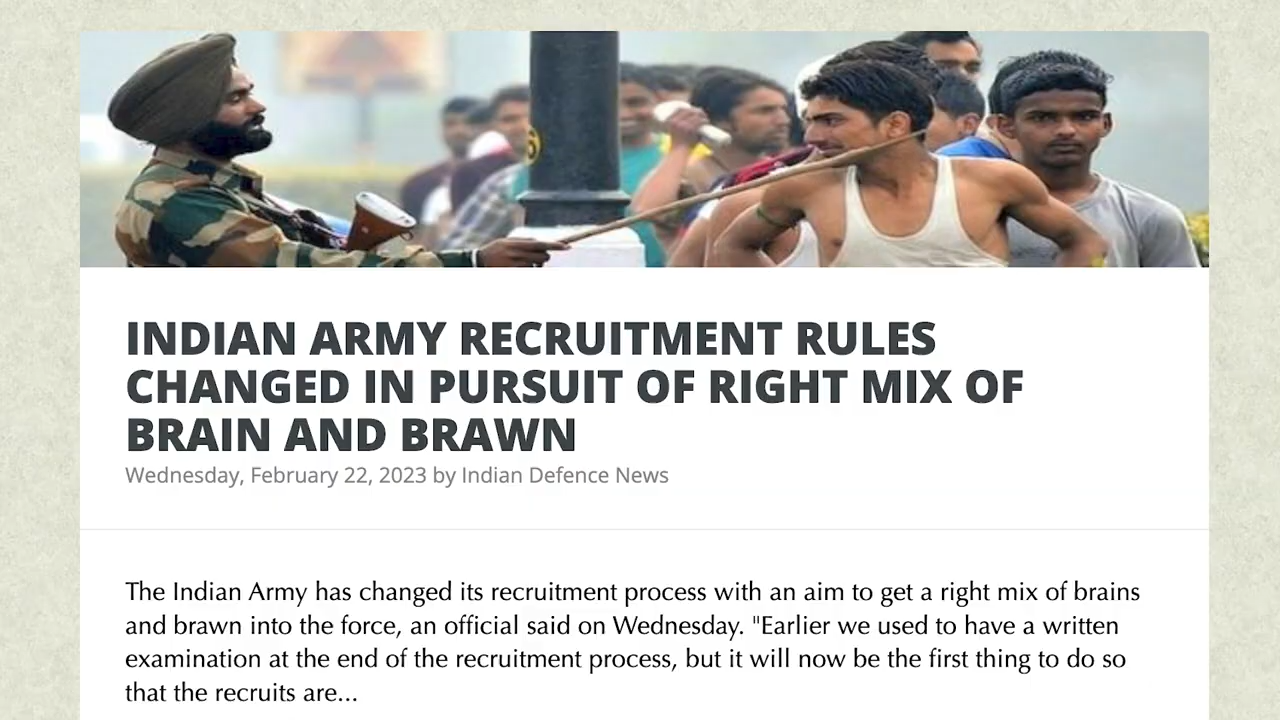 INDIAN ARMY RECRUITMENT RULES
CHANGED IN PURSUIT OF RIGHT MIX OF
BRAIN AND BRAWN
Wednesday, February 22, 2023 by Indian Defence News
The Indian Army has changed its recruitment process with an aim to get a right mix of brains
and brawn into the force, an official said on Wednesday. "Earlier we used to have a written
examination at the end of the recruitment process, but it will now be the first thing to do so
that the recruits are...